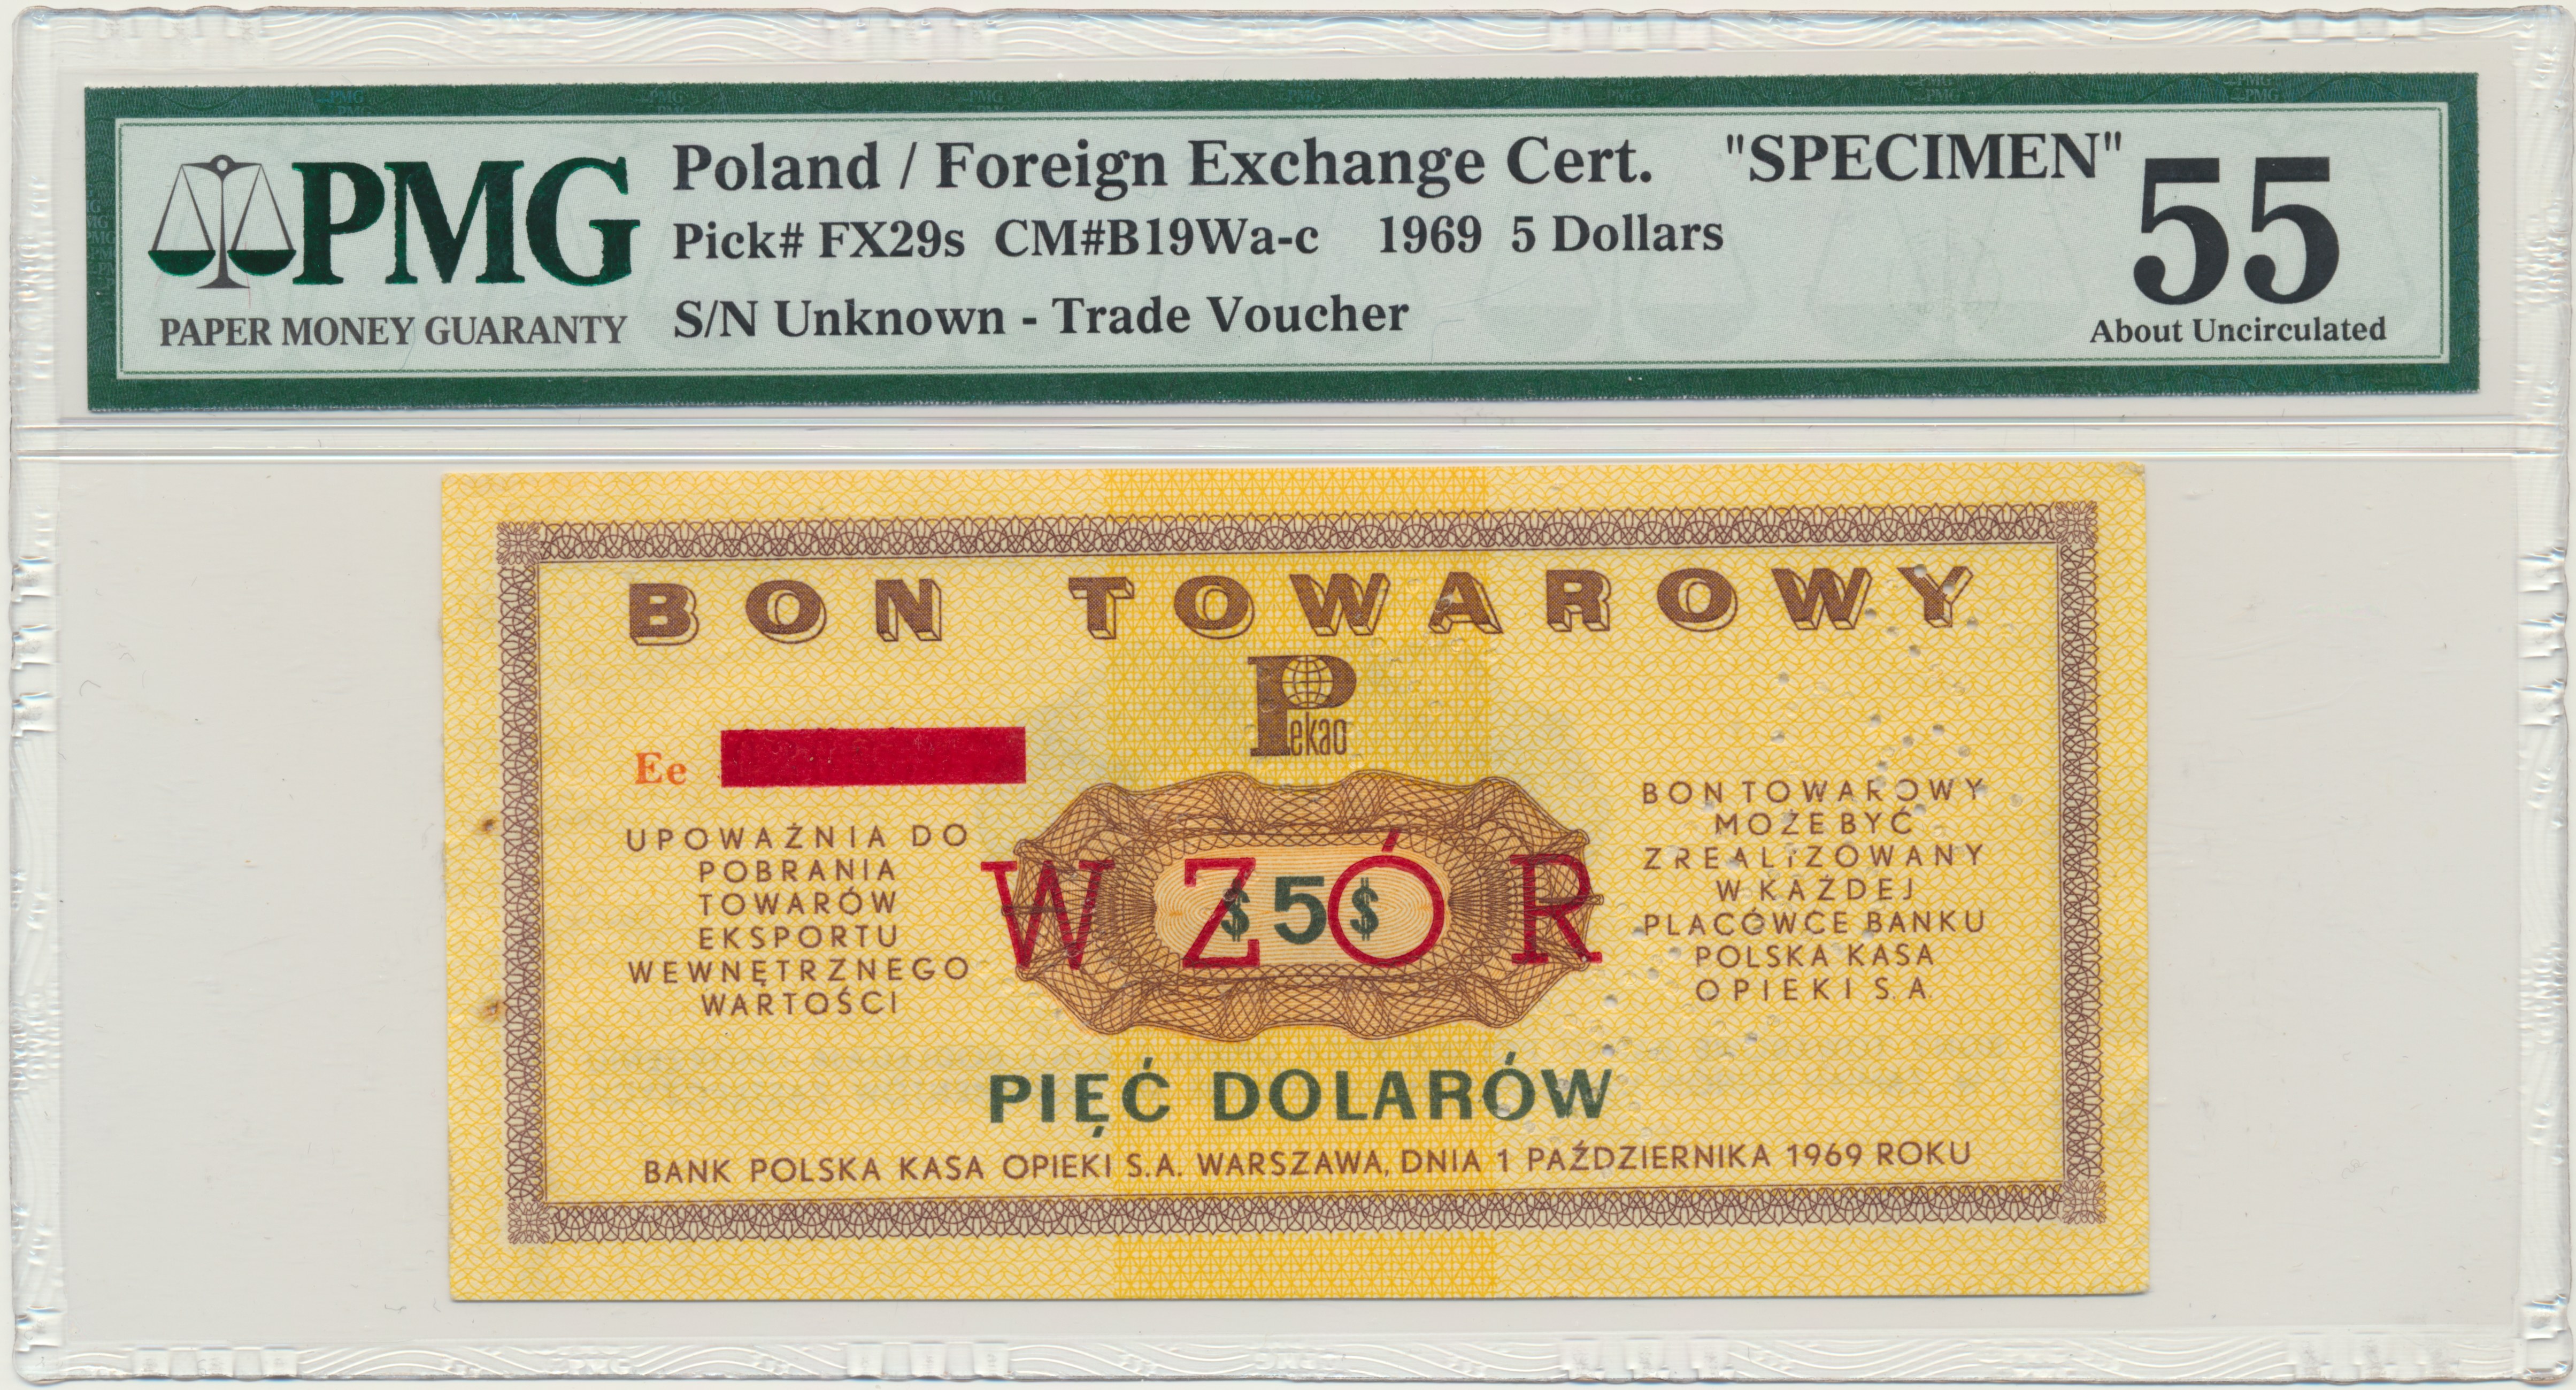 PMG
PAPER MONEY GUARANTY
Poland / Foreign Exchange Cert. "SPECIMEN"
Pick# FX29s CM#B19Wa-c 1969 5 Dollars
S/N Unknown - Trade Voucher
55
About Uncirculated
BON TOWAROWY
Pekao
Ee
UPOWAŻNIA DO
POBRANIA
TOWARÓW
EKSPORTU
WEWNĘTRZNEGO
WARTOŚCI
$5$
WZÓR
BON TOWAROWY
MOŻE BYĆ
ZREALIZOWANY
W KAŻDEJ
PLACÓWCE BANKU
POLSKA KASA
OPIEKI S.A.
PIĘĆ DOLARÓW
BANK POLSKA KASA OPIEKI S.A. WARSZAWA, DNIA 1 PAŹDZIERNIKA 1969 ROKU